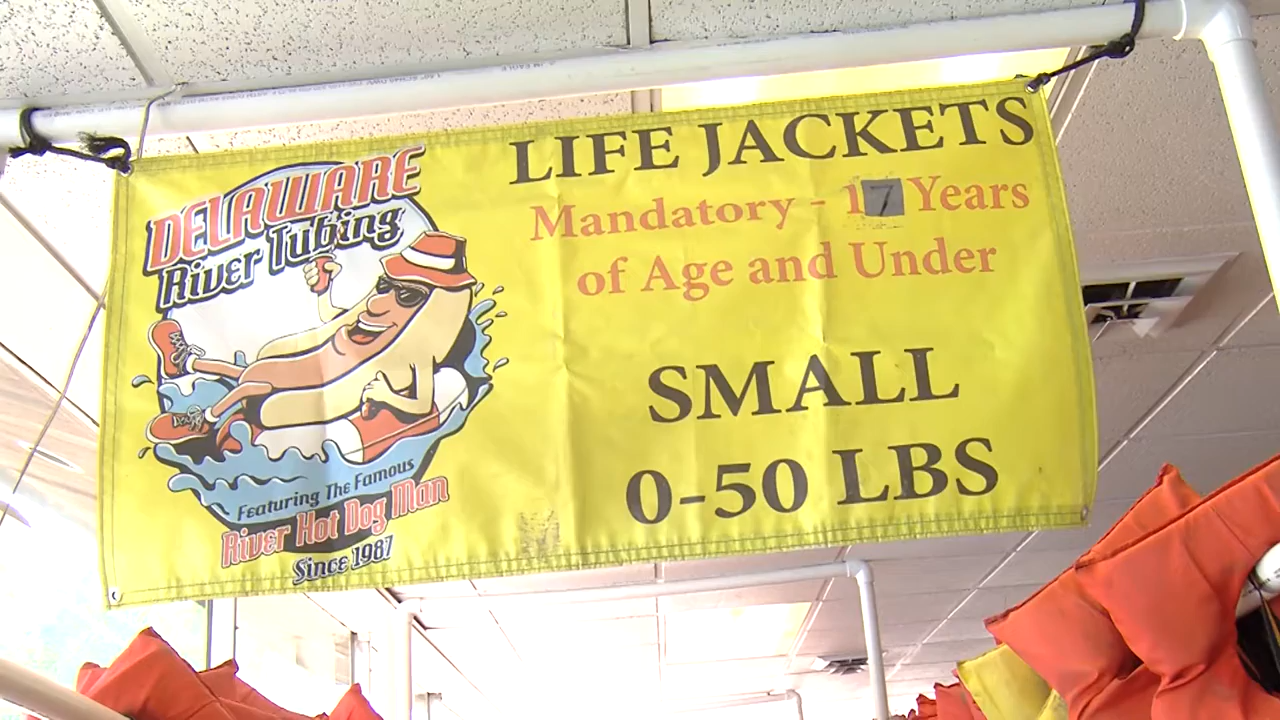 DELAWARE
River Tubing
Featuring The Famous
River Hot Dog Man
Since 1987
LIFE JACKETS
Mandatory - 17 Years
of Age and Under
SMALL
0-50 LBS